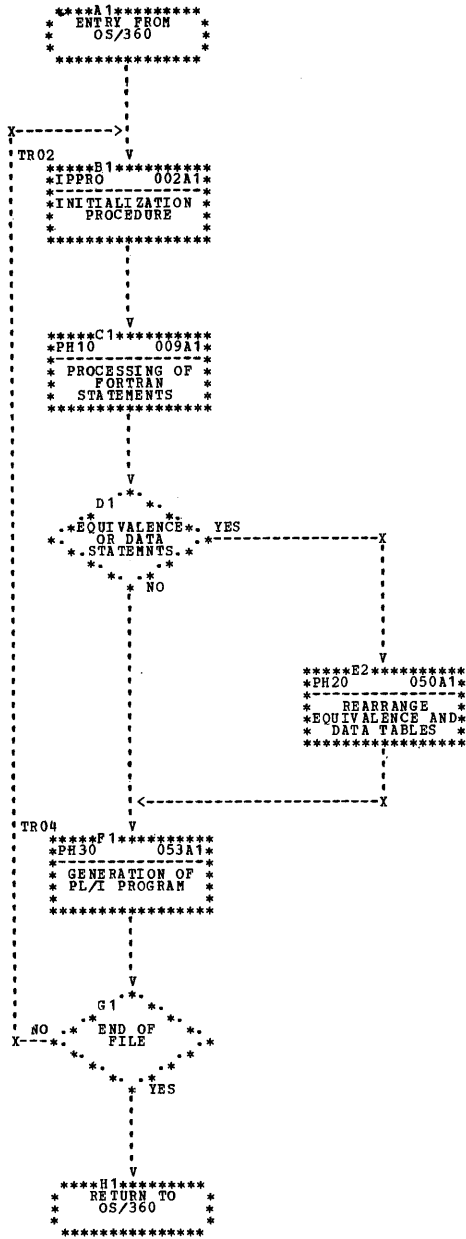 A1
ENTRY FROM
OS/360
TR02
B1
IPPRO 002A1
INITIALIZATION
PROCEDURE
C1
PH10 009A1
PROCESSING OF
FORTRAN
STATEMENTS
D1
EQUIVALENCE YES
OR DATA
STATEMNTS
NO
E2
PH20 050A1
REARRANGE
EQUIVALENCE AND
DATA TABLES
TR04
F1
PH30 053A1
GENERATION OF
PL/I PROGRAM
G1
NO END OF
FILE
YES
H1
RETURN TO
OS/360